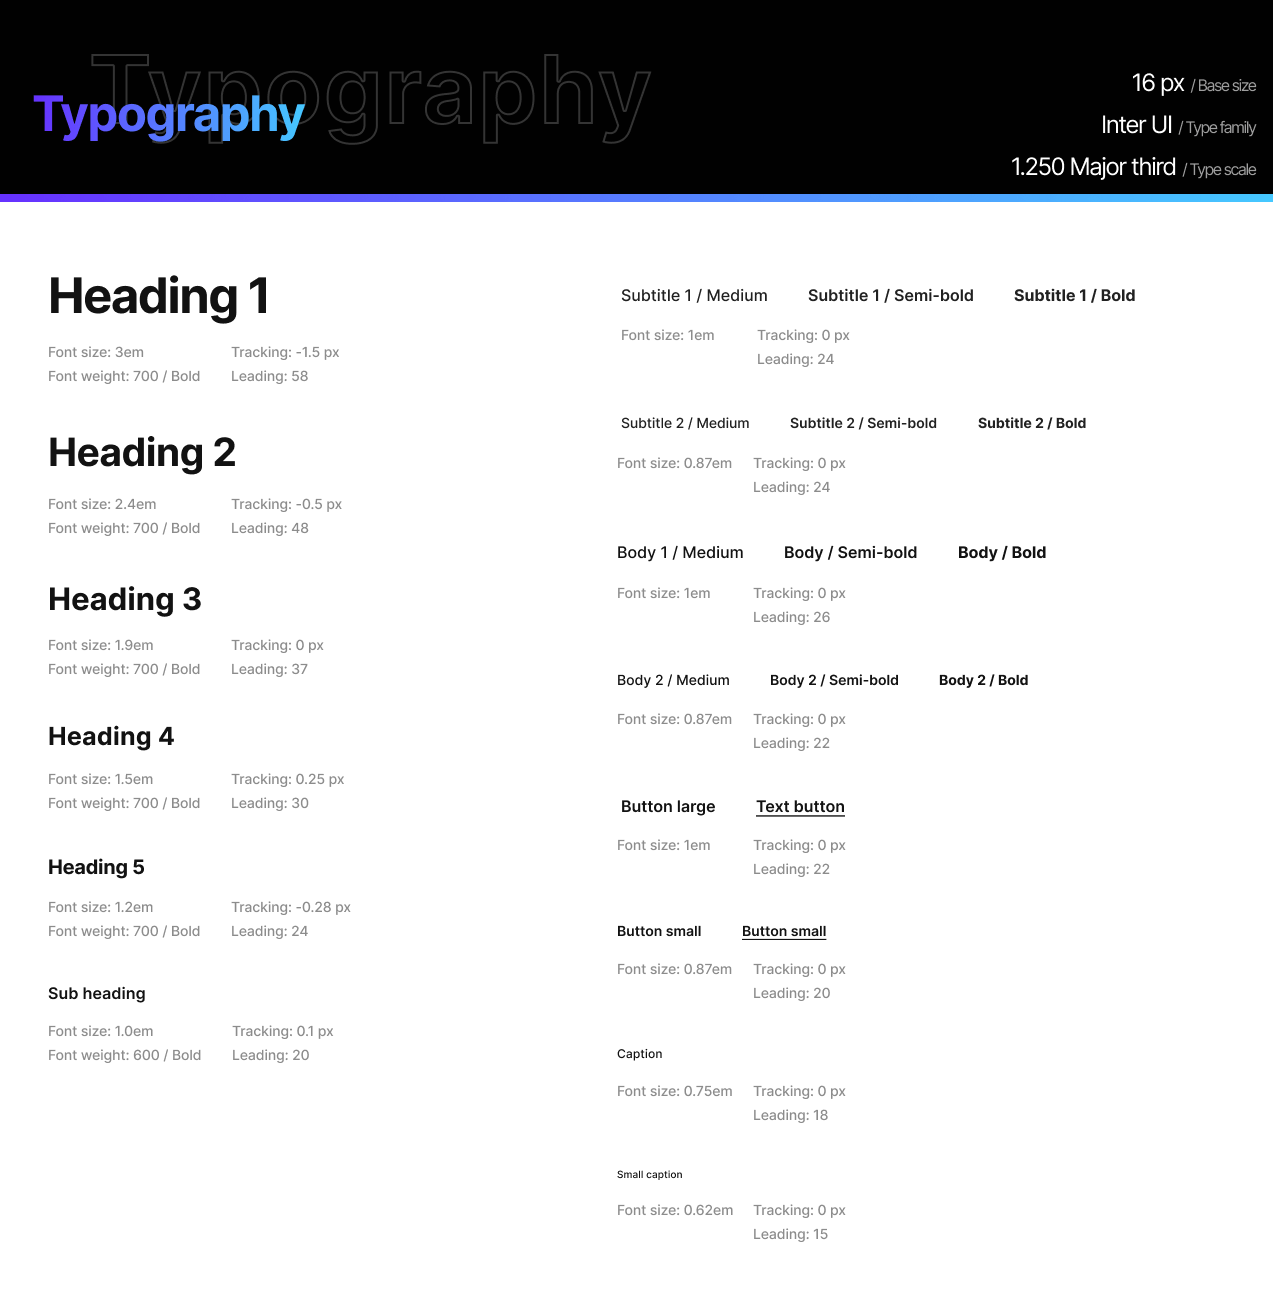 Typography
Typography
16 px / Base size
Inter UI / Type family
1.250 Major third / Type scale
Heading 1
Font size: 3em Tracking: -1.5 px
Font weight: 700 / Bold Leading: 58
Heading 2
Font size: 2.4em Tracking: -0.5 px
Font weight: 700 / Bold Leading: 48
Heading 3
Font size: 1.9em Tracking: 0 px
Font weight: 700 / Bold Leading: 37
Heading 4
Font size: 1.5em Tracking: 0.25 px
Font weight: 700 / Bold Leading: 30
Heading 5
Font size: 1.2em Tracking: -0.28 px
Font weight: 700 / Bold Leading: 24
Sub heading
Font size: 1.0em Tracking: 0.1 px
Font weight: 600 / Bold Leading: 20
Subtitle 1 / Medium Subtitle 1 / Semi-bold Subtitle 1 / Bold
Font size: 1em Tracking: 0 px
Leading: 24
Subtitle 2 / Medium Subtitle 2 / Semi-bold Subtitle 2 / Bold
Font size: 0.87em Tracking: 0 px
Leading: 24
Body 1 / Medium Body / Semi-bold Body / Bold
Font size: 1em Tracking: 0 px
Leading: 26
Body 2 / Medium Body 2 / Semi-bold Body 2 / Bold
Font size: 0.87em Tracking: 0 px
Leading: 22
Button large Text button
Font size: 1em Tracking: 0 px
Leading: 22
Button small Button small
Font size: 0.87em Tracking: 0 px
Leading: 20
Caption
Font size: 0.75em Tracking: 0 px
Leading: 18
Small caption
Font size: 0.62em Tracking: 0 px
Leading: 15